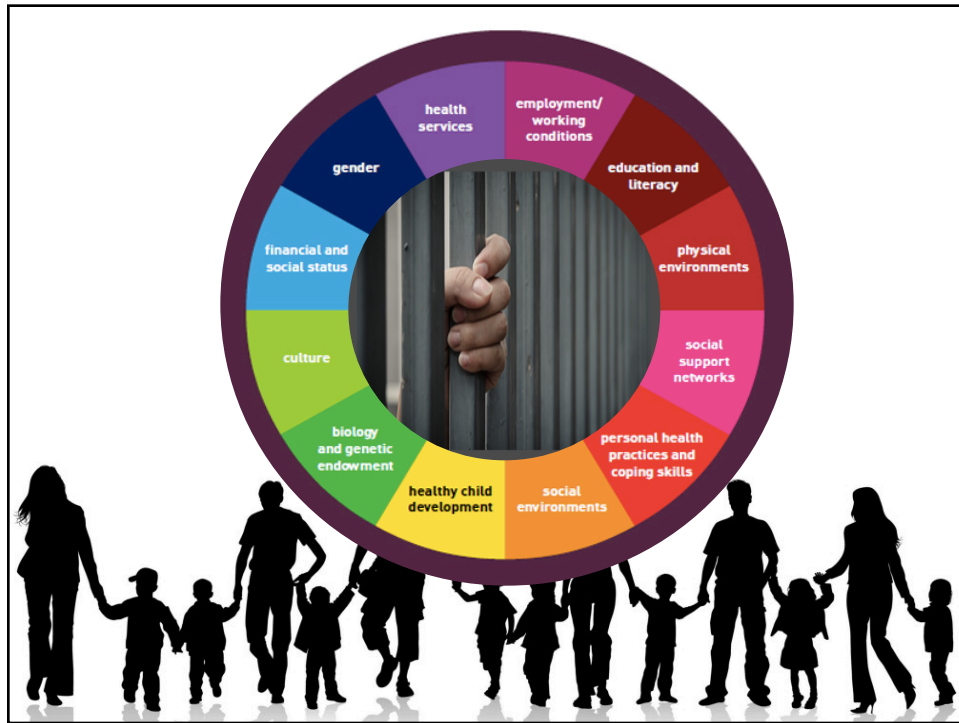 health
services
employment/
working
conditions
education and
literacy
physical
environments
social
support
networks
personal health
practices and
coping skills
social
environments
healthy child
development
biology
and genetic
endowment
culture
financial and
social status
gender